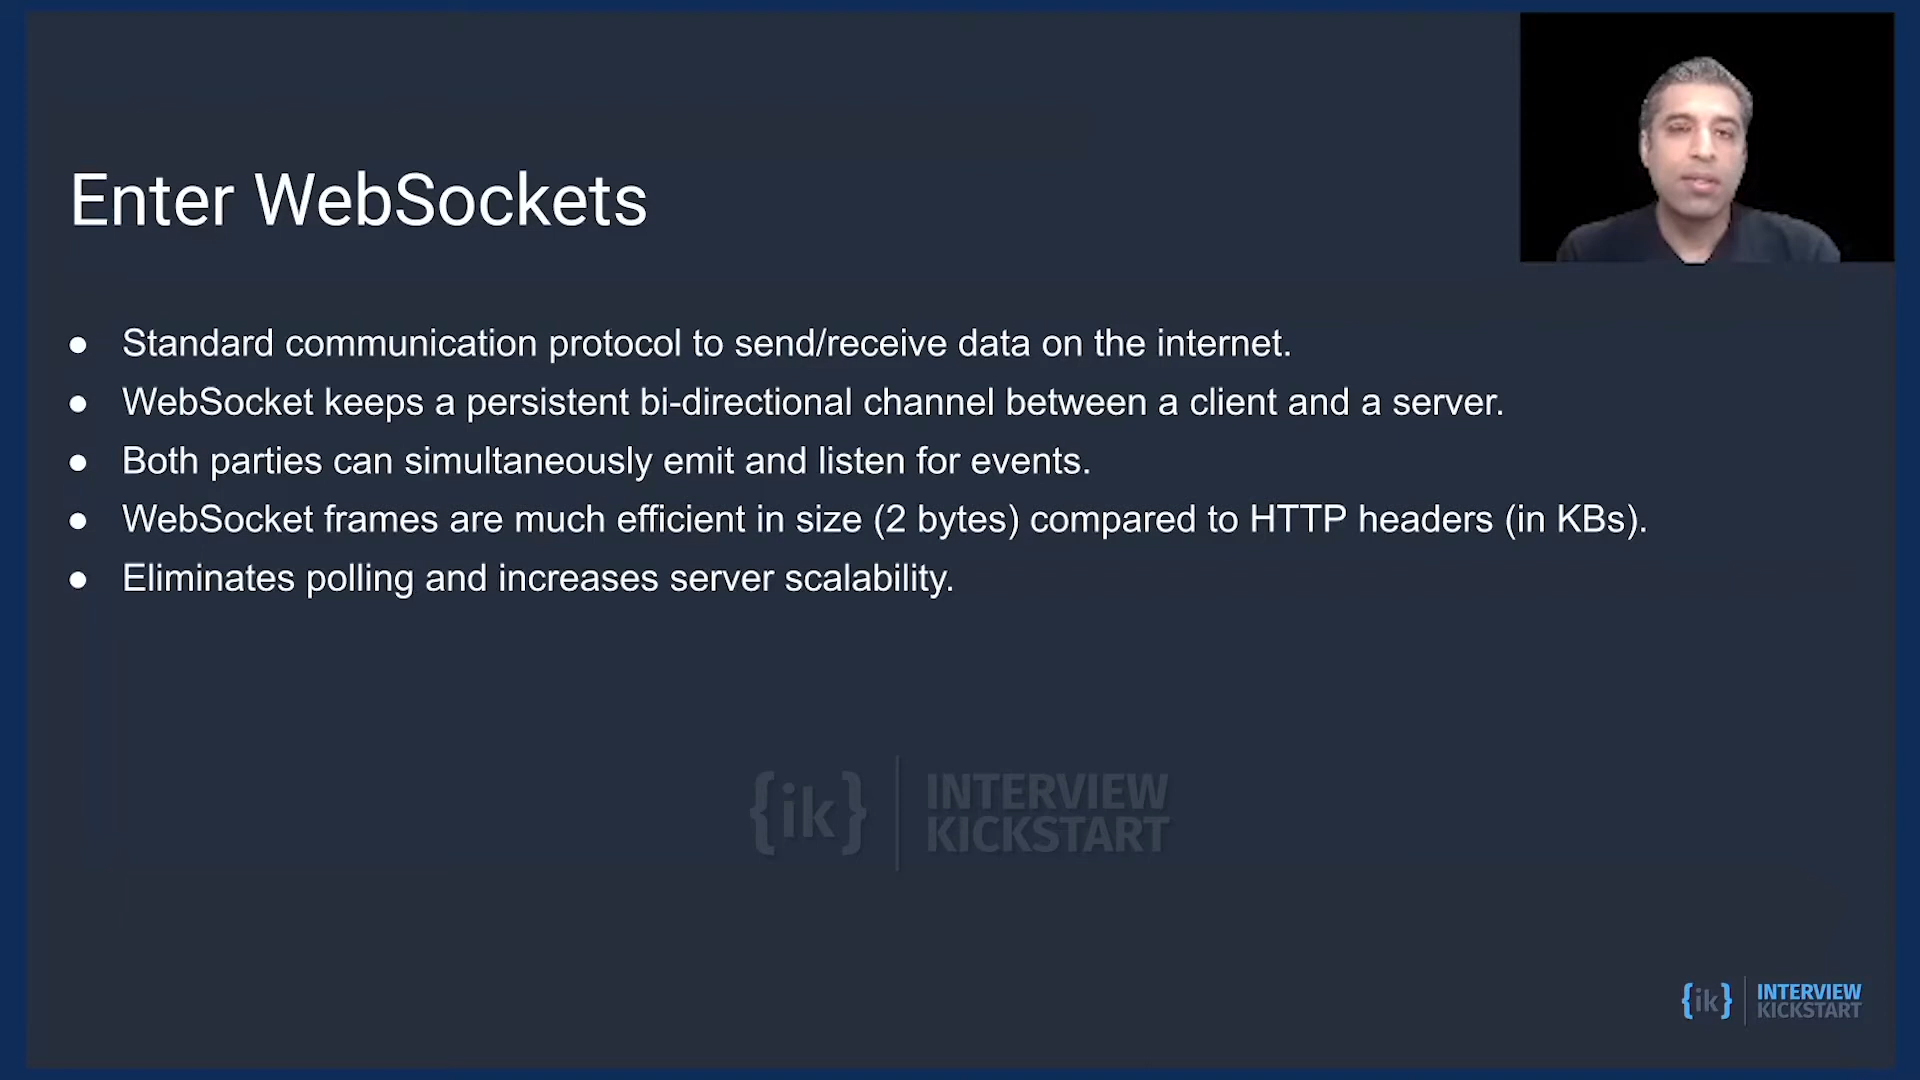 Enter WebSockets
● Standard communication protocol to send/receive data on the internet.
● WebSocket keeps a persistent bi-directional channel between a client and a server.
● Both parties can simultaneously emit and listen for events.
● WebSocket frames are much efficient in size (2 bytes) compared to HTTP headers (in KBs).
● Eliminates polling and increases server scalability.
{ik} INTERVIEW
KICKSTART
{ik} INTERVIEW
KICKSTART